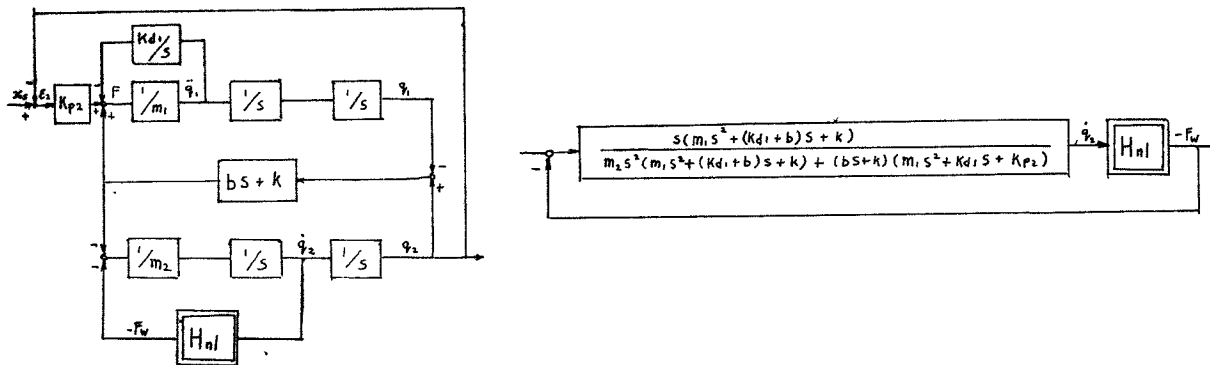 Kd1/s
xs + ε2 Kp2 + F 1/m1 q̈1 1/s 1/s q1
- + -
bs + k +
- 1/m2 1/s q̇2 1/s q2
-
-Fw Hnl
s(m1s²+(Kd1+b)s+k)
m2s²(m1s²+(Kd1+b)s+k)+(bs+k)(m1s²+Kd1s+Kp2)
- q̇2 Hnl -Fw